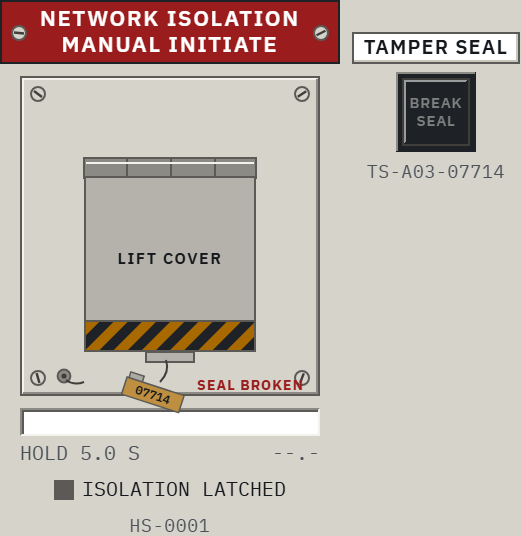 NETWORK ISOLATION
MANUAL INITIATE
TAMPER SEAL
BREAK
SEAL
TS-A03-07714
LIFT COVER
07714
SEAL BROKEN
HOLD 5.0 S
--.-
ISOLATION LATCHED
HS-0001